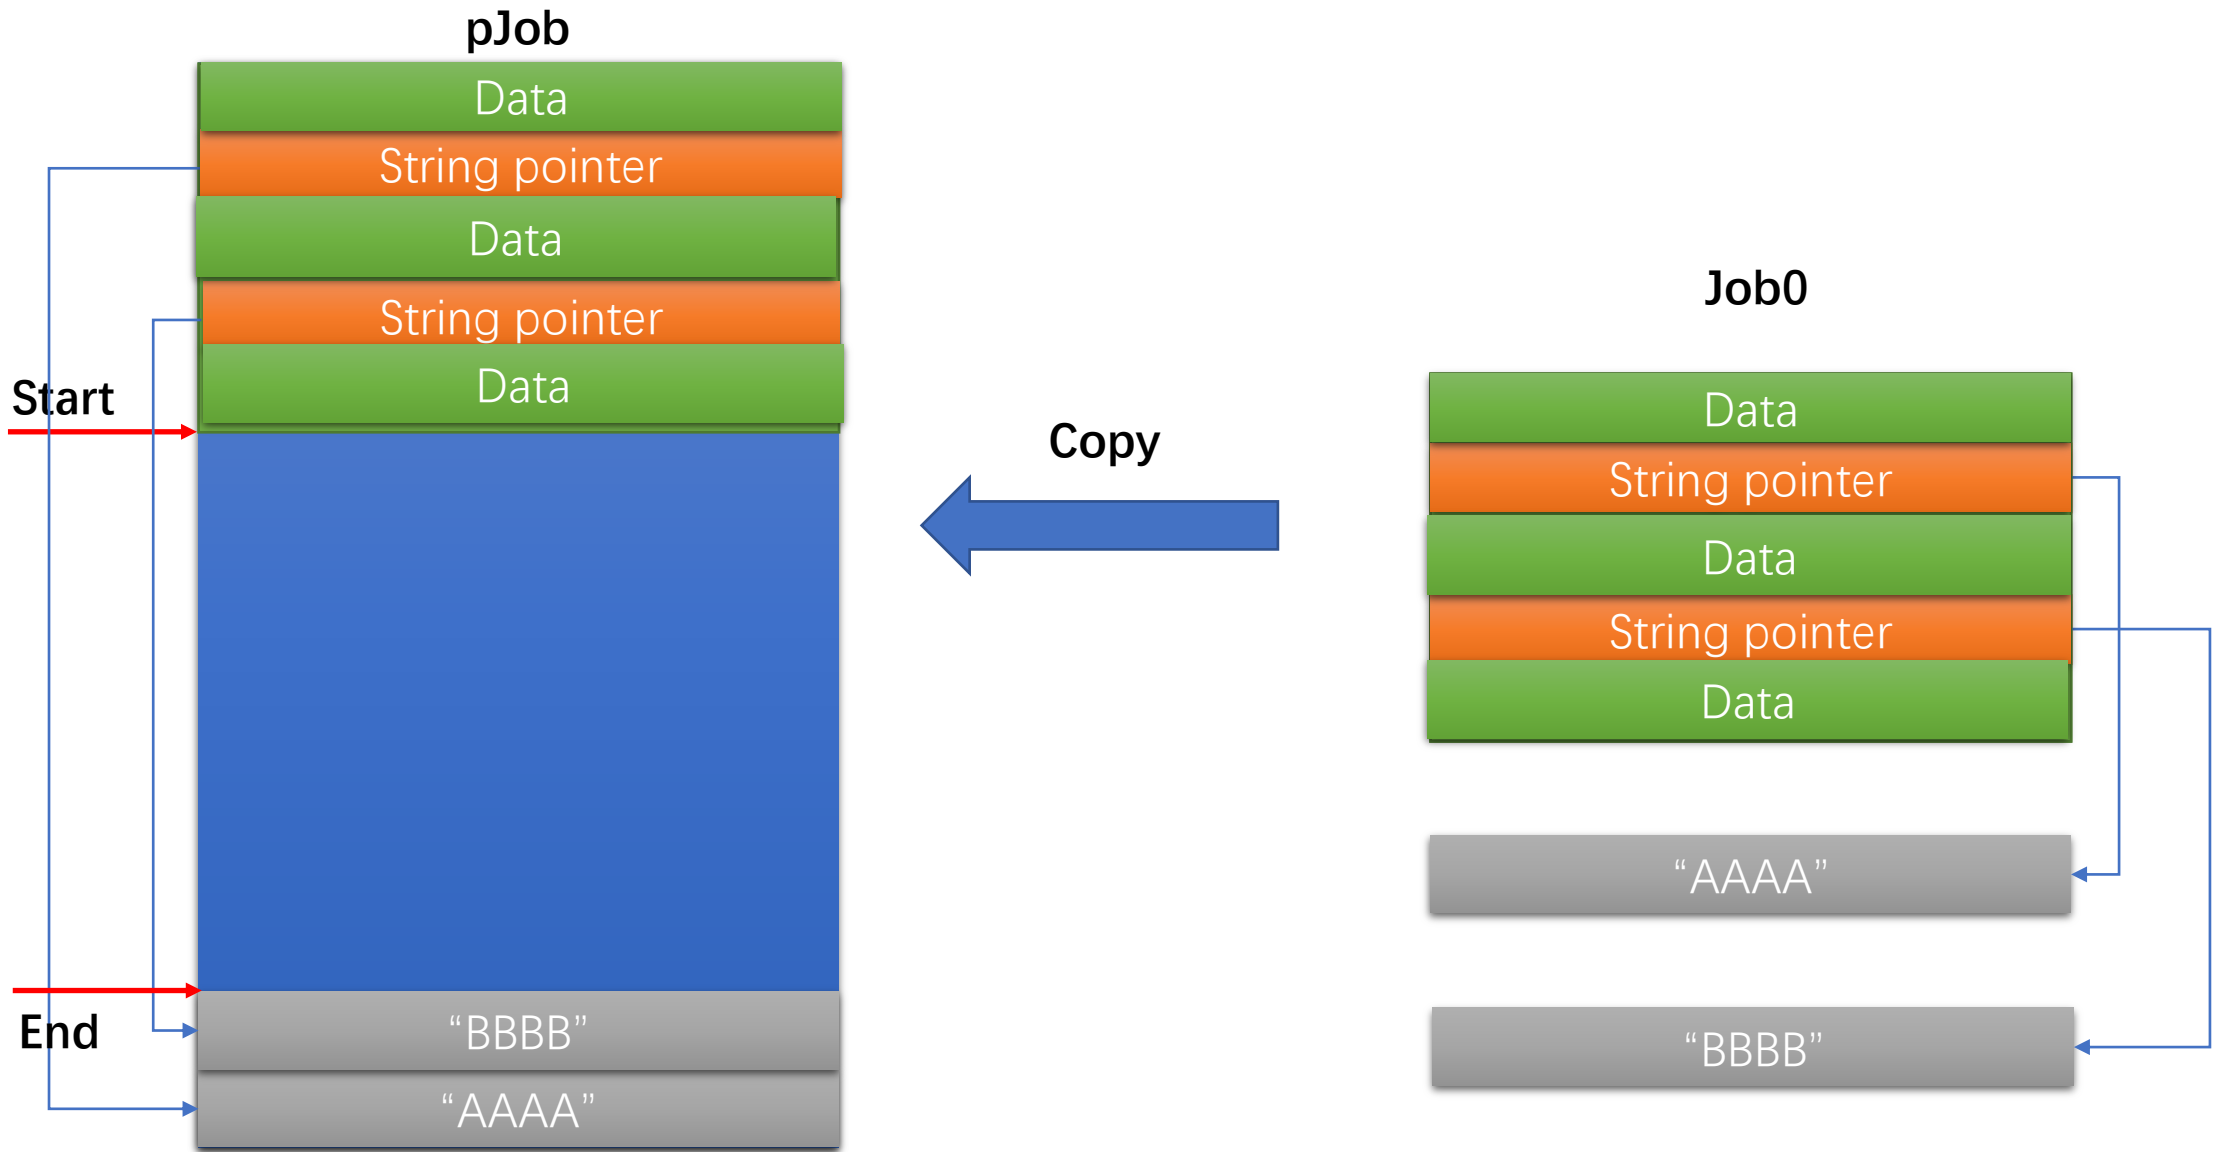 pJob
Data
String pointer
Data
String pointer
Data
Start
End
“BBBB”
“AAAA”
Copy
Job0
Data
String pointer
Data
String pointer
Data
“AAAA”
“BBBB”